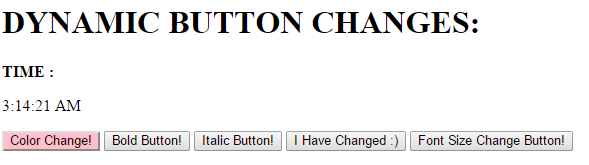 DYNAMIC BUTTON CHANGES:
TIME :
3:14:21 AM
Color Change! Bold Button! Italic Button! I Have Changed :) Font Size Change Button!